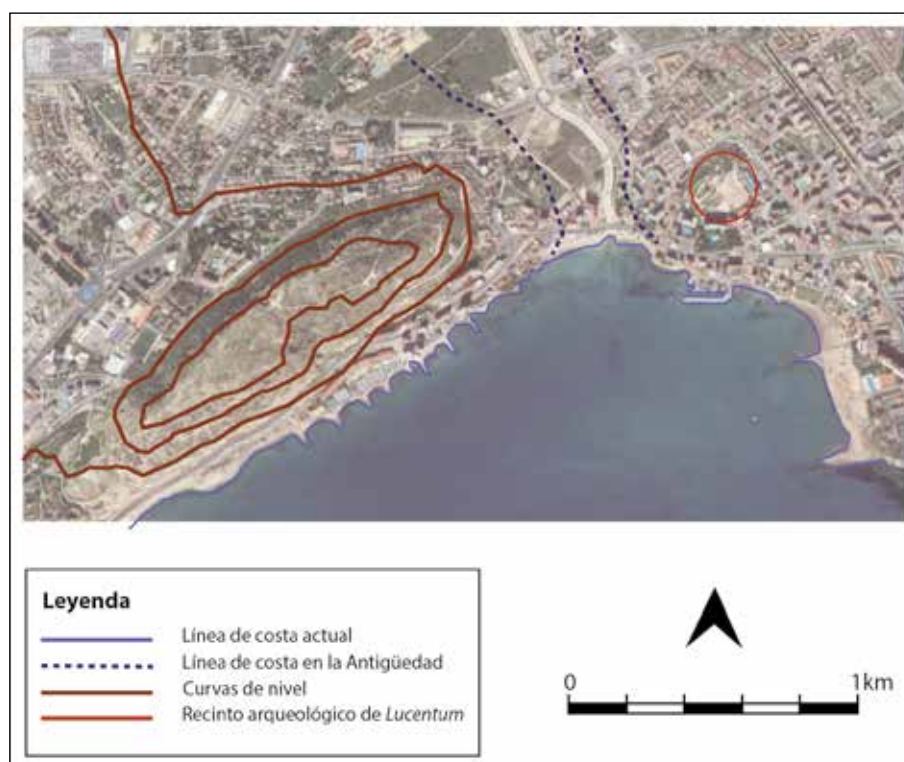 Leyenda
Línea de costa actual
Línea de costa en la Antigüedad
Curvas de nivel
Recinto arqueológico de Lucentum
0 1km